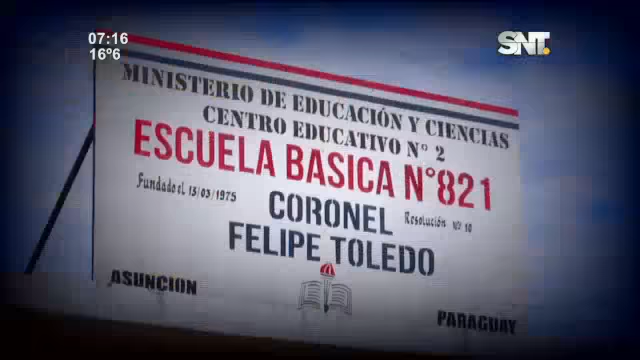 07:16
16°6
SNT.
MINISTERIO DE EDUCACIÓN Y CIENCIAS
CENTRO EDUCATIVO N° 2
ESCUELA BASICA N°821
Fundado el 15/03/1975
CORONEL
Resolución Nº 10
FELIPE TOLEDO
ASUNCION
PARAGUAY